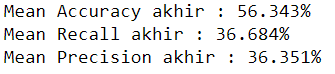 Mean Accuracy akhir : 56.343%
Mean Recall akhir : 36.684%
Mean Precision akhir : 36.351%